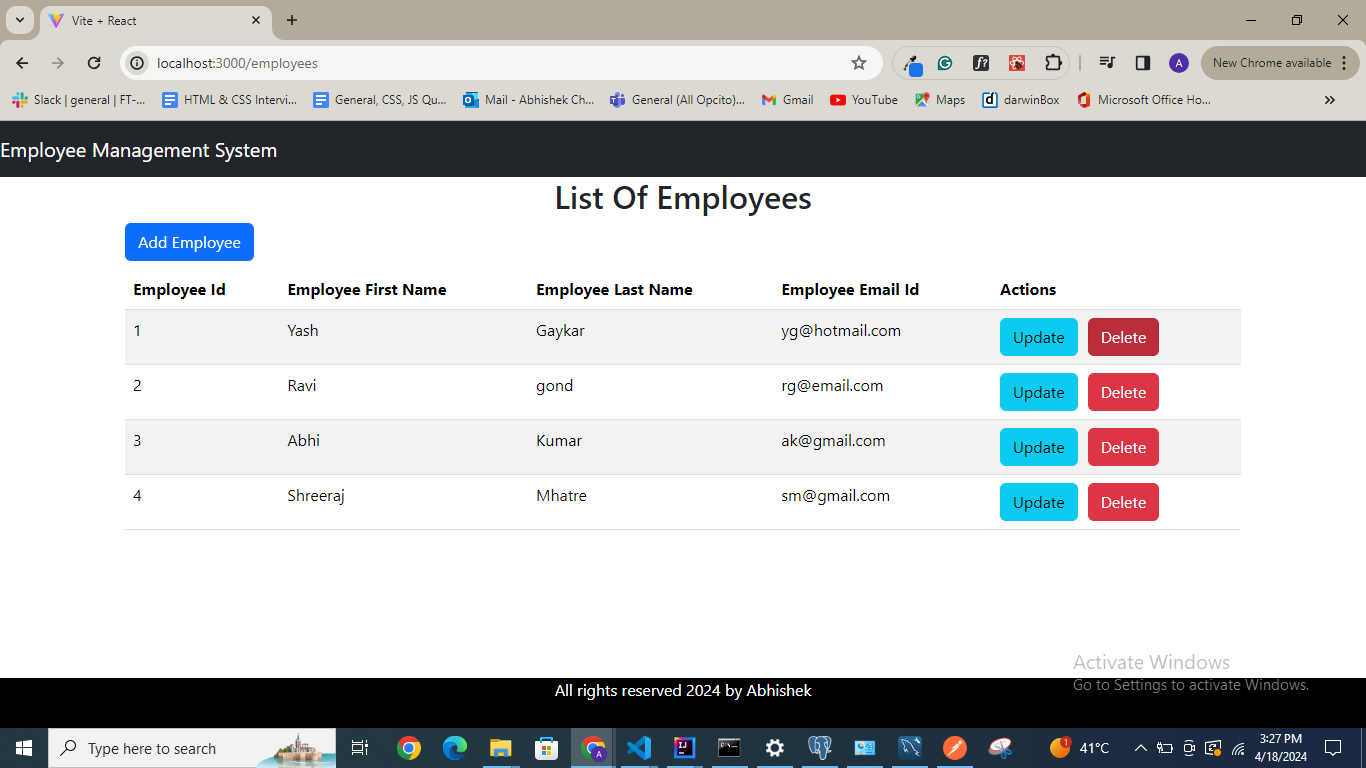 Vite + React
localhost:3000/employees
New Chrome available
Slack | general | FT-... HTML & CSS Intervi... General, CSS, JS Qu... Mail - Abhishek Ch... General (All Opcito)... Gmail YouTube Maps darwinBox Microsoft Office Ho...
Employee Management System
List Of Employees
Add Employee
Employee Id Employee First Name Employee Last Name Employee Email Id Actions
1 Yash Gaykar yg@hotmail.com Update Delete
2 Ravi gond rg@email.com Update Delete
3 Abhi Kumar ak@gmail.com Update Delete
4 Shreeraj Mhatre sm@gmail.com Update Delete
Activate Windows
Go to Settings to activate Windows.
All rights reserved 2024 by Abhishek
Type here to search
41°C
3:27 PM
4/18/2024